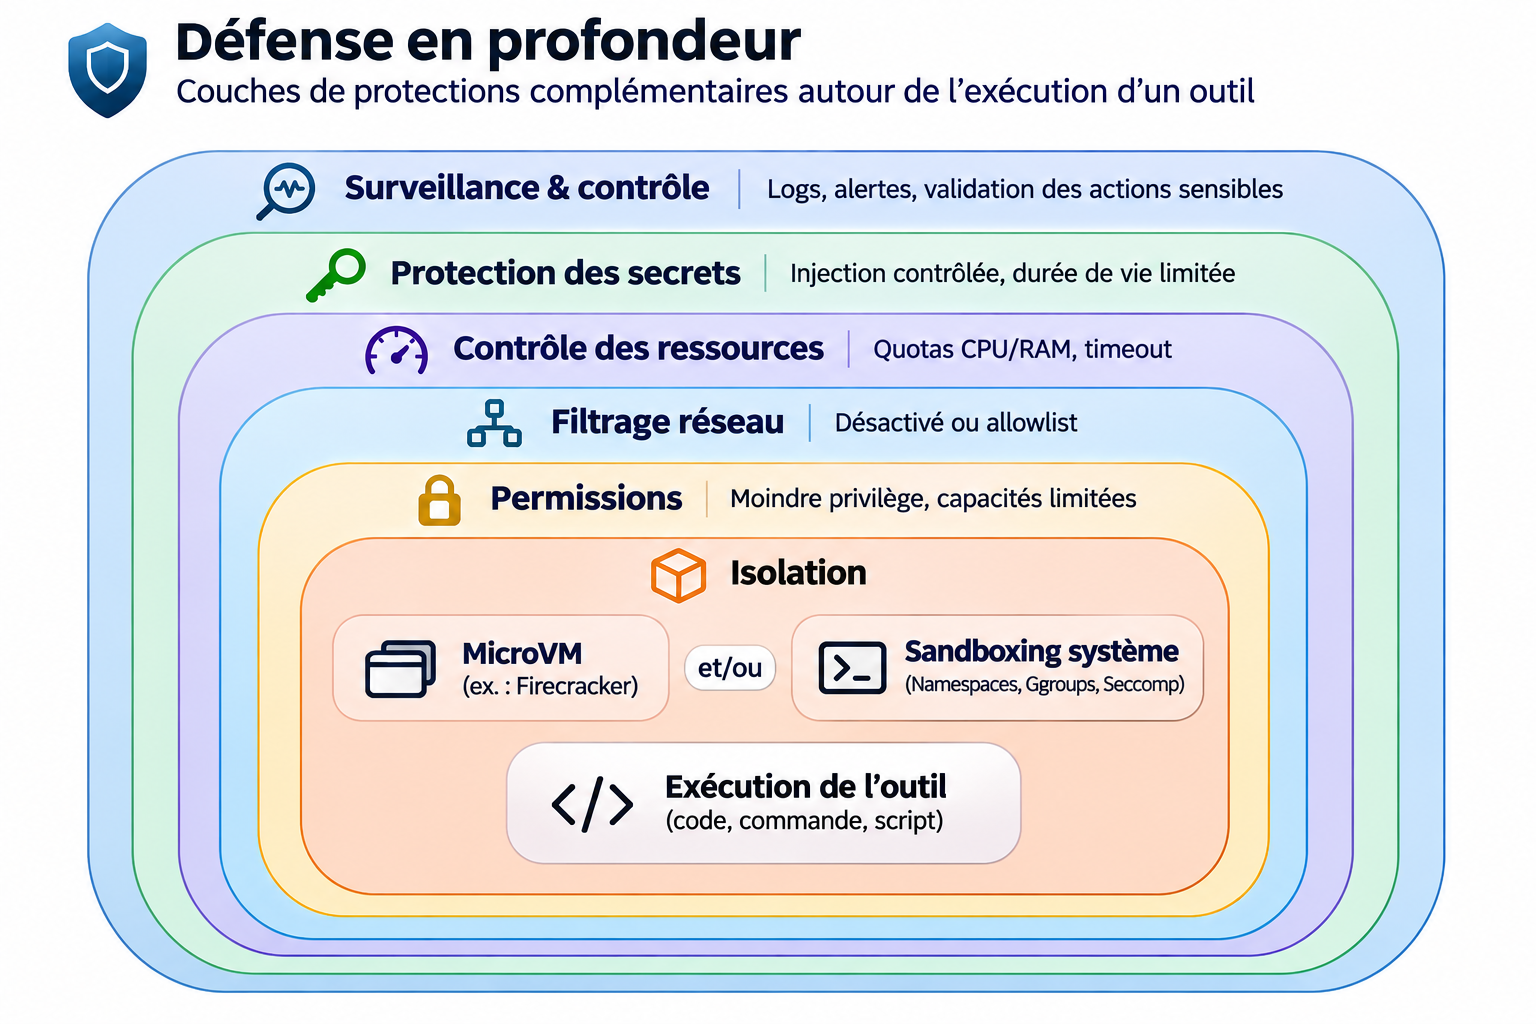 Défense en profondeur
Couches de protections complémentaires autour de l’exécution d’un outil
Surveillance & contrôle
Logs, alertes, validation des actions sensibles
Protection des secrets
Injection contrôlée, durée de vie limitée
Contrôle des ressources
Quotas CPU/RAM, timeout
Filtrage réseau
Désactivé ou allowlist
Permissions
Moindre privilège, capacités limitées
Isolation
MicroVM
(ex. : Firecracker)
et/ou
Sandboxing système
(Namespaces, Ggroups, Seccomp)
Exécution de l’outil
(code, commande, script)